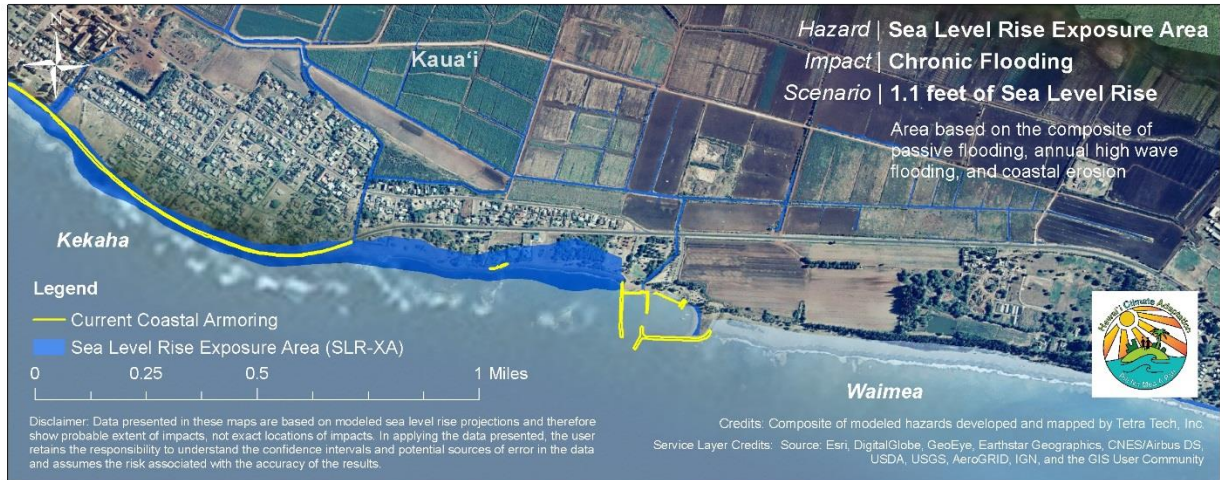 N
Kauaʻi
Hazard | Sea Level Rise Exposure Area
Impact | Chronic Flooding
Scenario | 1.1 feet of Sea Level Rise
Area based on the composite of
passive flooding, annual high wave
flooding, and coastal erosion
Kekaha
Legend
Current Coastal Armoring
Sea Level Rise Exposure Area (SLR-XA)
0 0.25 0.5 1 Miles
Waimea
Hawaiʻi Climate Adaptation
Disclaimer: Data presented in these maps are based on modeled sea level rise projections and therefore
show probable extent of impacts, not exact locations of impacts. In applying the data presented, the user
retains the responsibility to understand the confidence intervals and potential sources of error in the data
and assumes the risk associated with the accuracy of the results.
Credits: Composite of modeled hazards developed and mapped by Tetra Tech, Inc.
Service Layer Credits: Source: Esri, DigitalGlobe, GeoEye, Earthstar Geographics, CNES/Airbus DS,
USDA, USGS, AeroGRID, IGN, and the GIS User Community